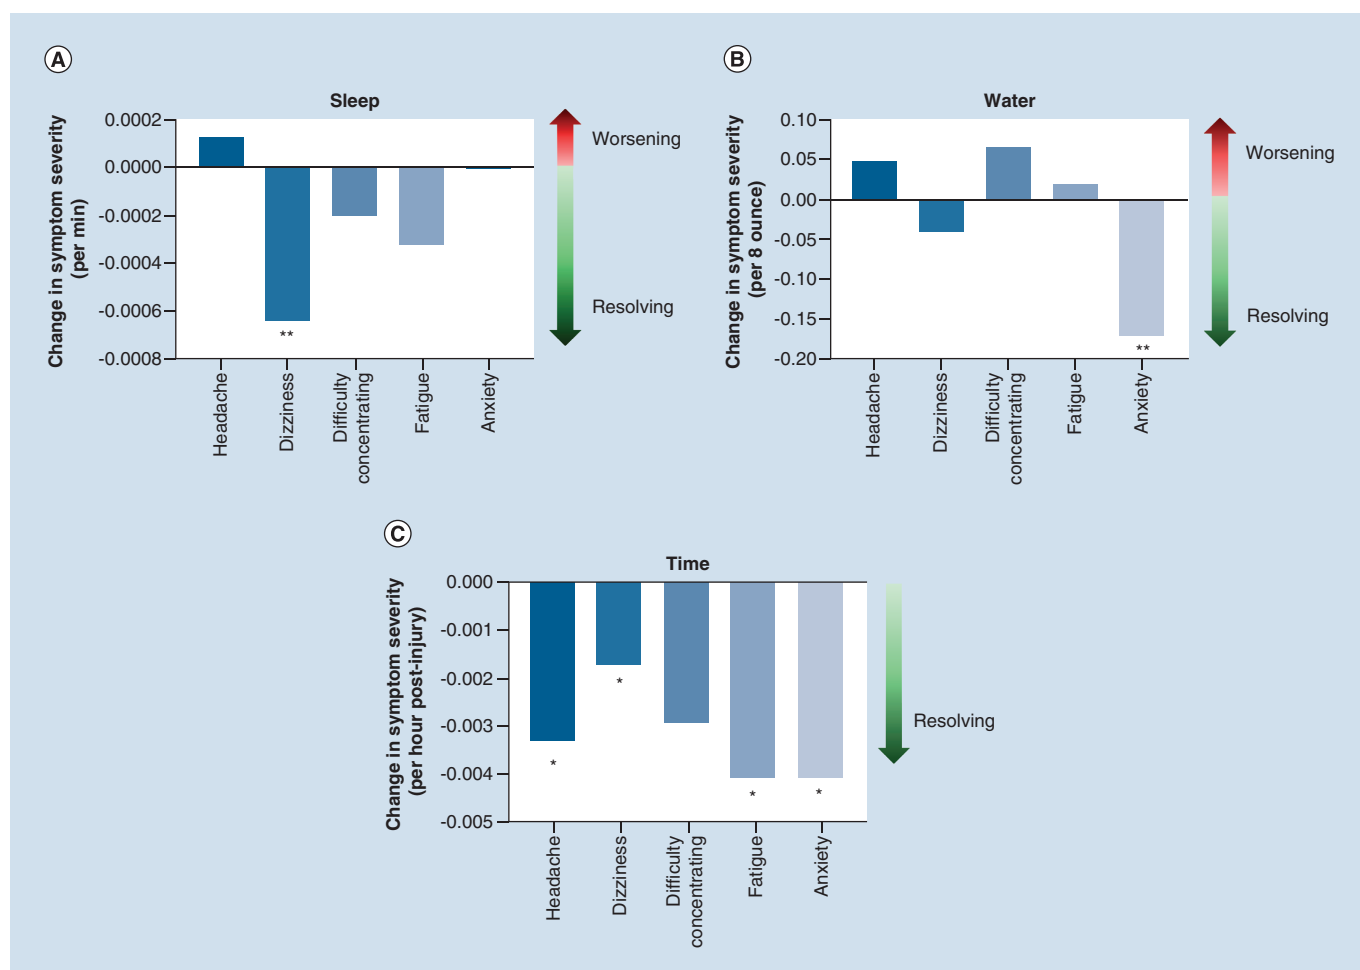 A
Sleep
Change in symptom severity
(per min)
0.0002
0.0000
-0.0002
-0.0004
-0.0006
-0.0008
**
Headache
Dizziness
Difficulty
concentrating
Fatigue
Anxiety
Worsening
Resolving
B
Water
Change in symptom severity
(per 8 ounce)
0.10
0.05
0.00
-0.05
-0.10
-0.15
-0.20
**
Headache
Dizziness
Difficulty
concentrating
Fatigue
Anxiety
Worsening
Resolving
C
Time
Change in symptom severity
(per hour post-injury)
0.000
-0.001
-0.002
-0.003
-0.004
-0.005
*
*
*
*
Headache
Dizziness
Difficulty
concentrating
Fatigue
Anxiety
Resolving